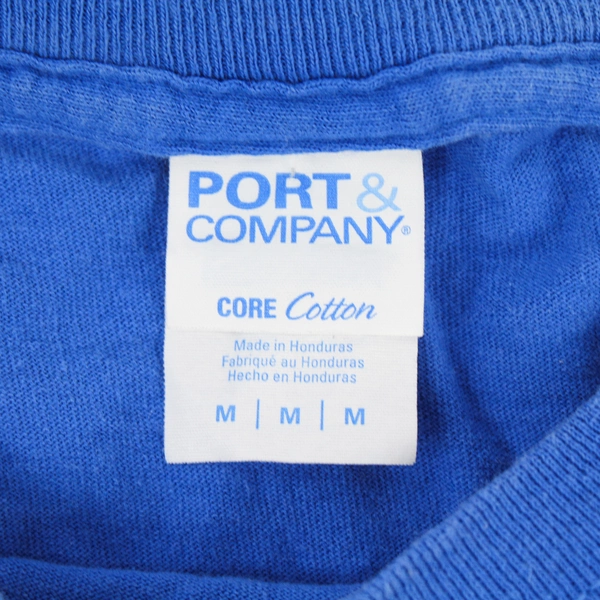 PORT &
COMPANY®
CORE Cotton
Made in Honduras
Fabriqué au Honduras
Hecho en Honduras
M | M | M